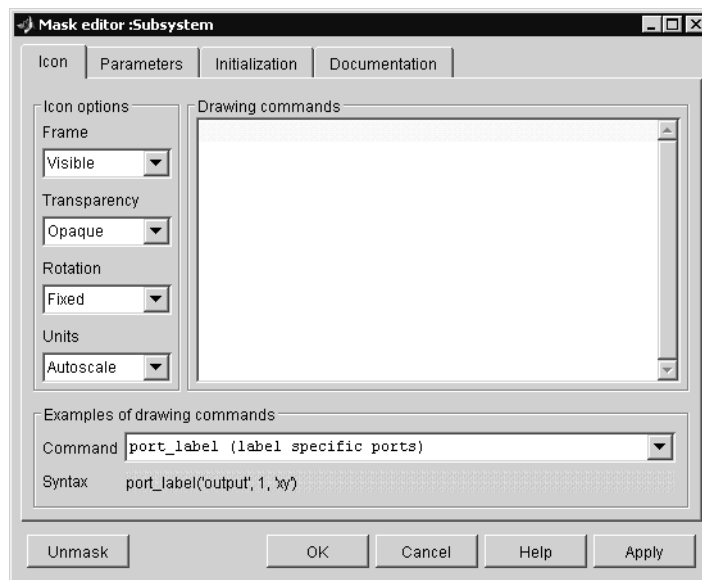 Mask editor :Subsystem
Icon Parameters Initialization Documentation
Icon options
Frame
Visible
Transparency
Opaque
Rotation
Fixed
Units
Autoscale
Drawing commands
Examples of drawing commands
Command port_label (label specific ports)
Syntax port_label('output', 1, 'xy')
Unmask OK Cancel Help Apply